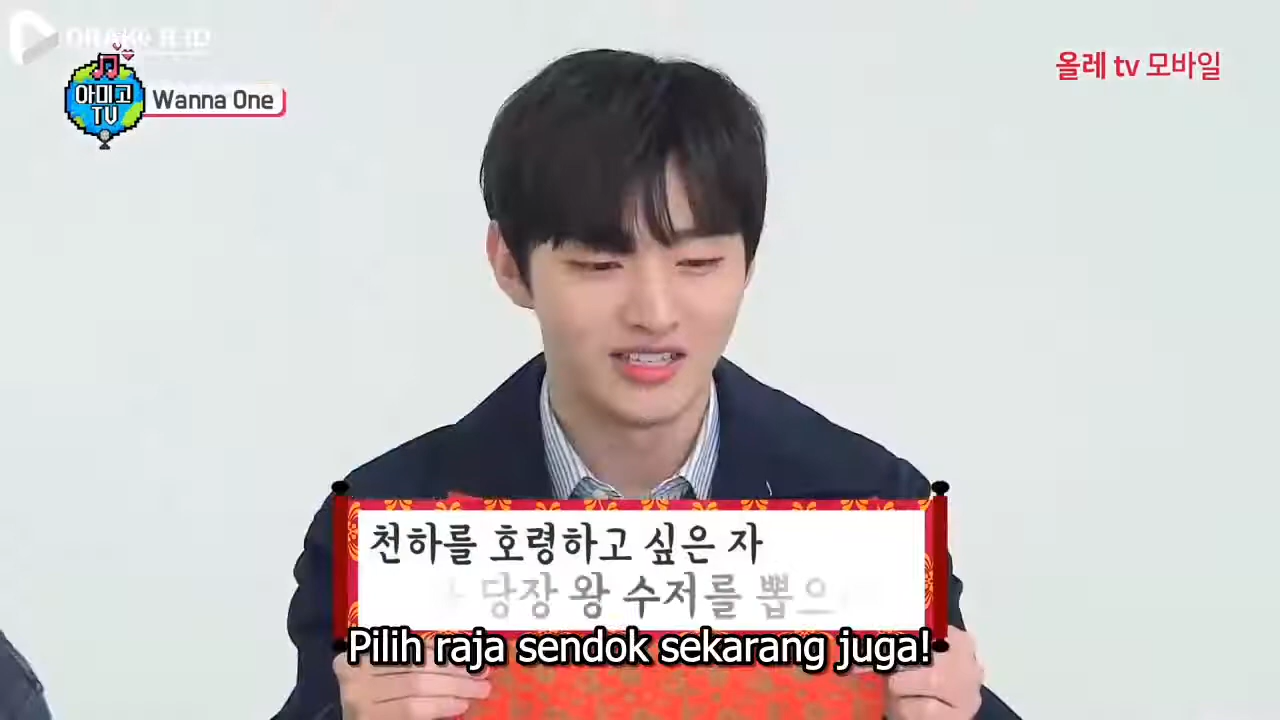 아미고
TV
Wanna One
올레 tv 모바일
천하를 호령하고 싶은 자
당장 왕 수저를
Pilih raja sendok sekarang juga!